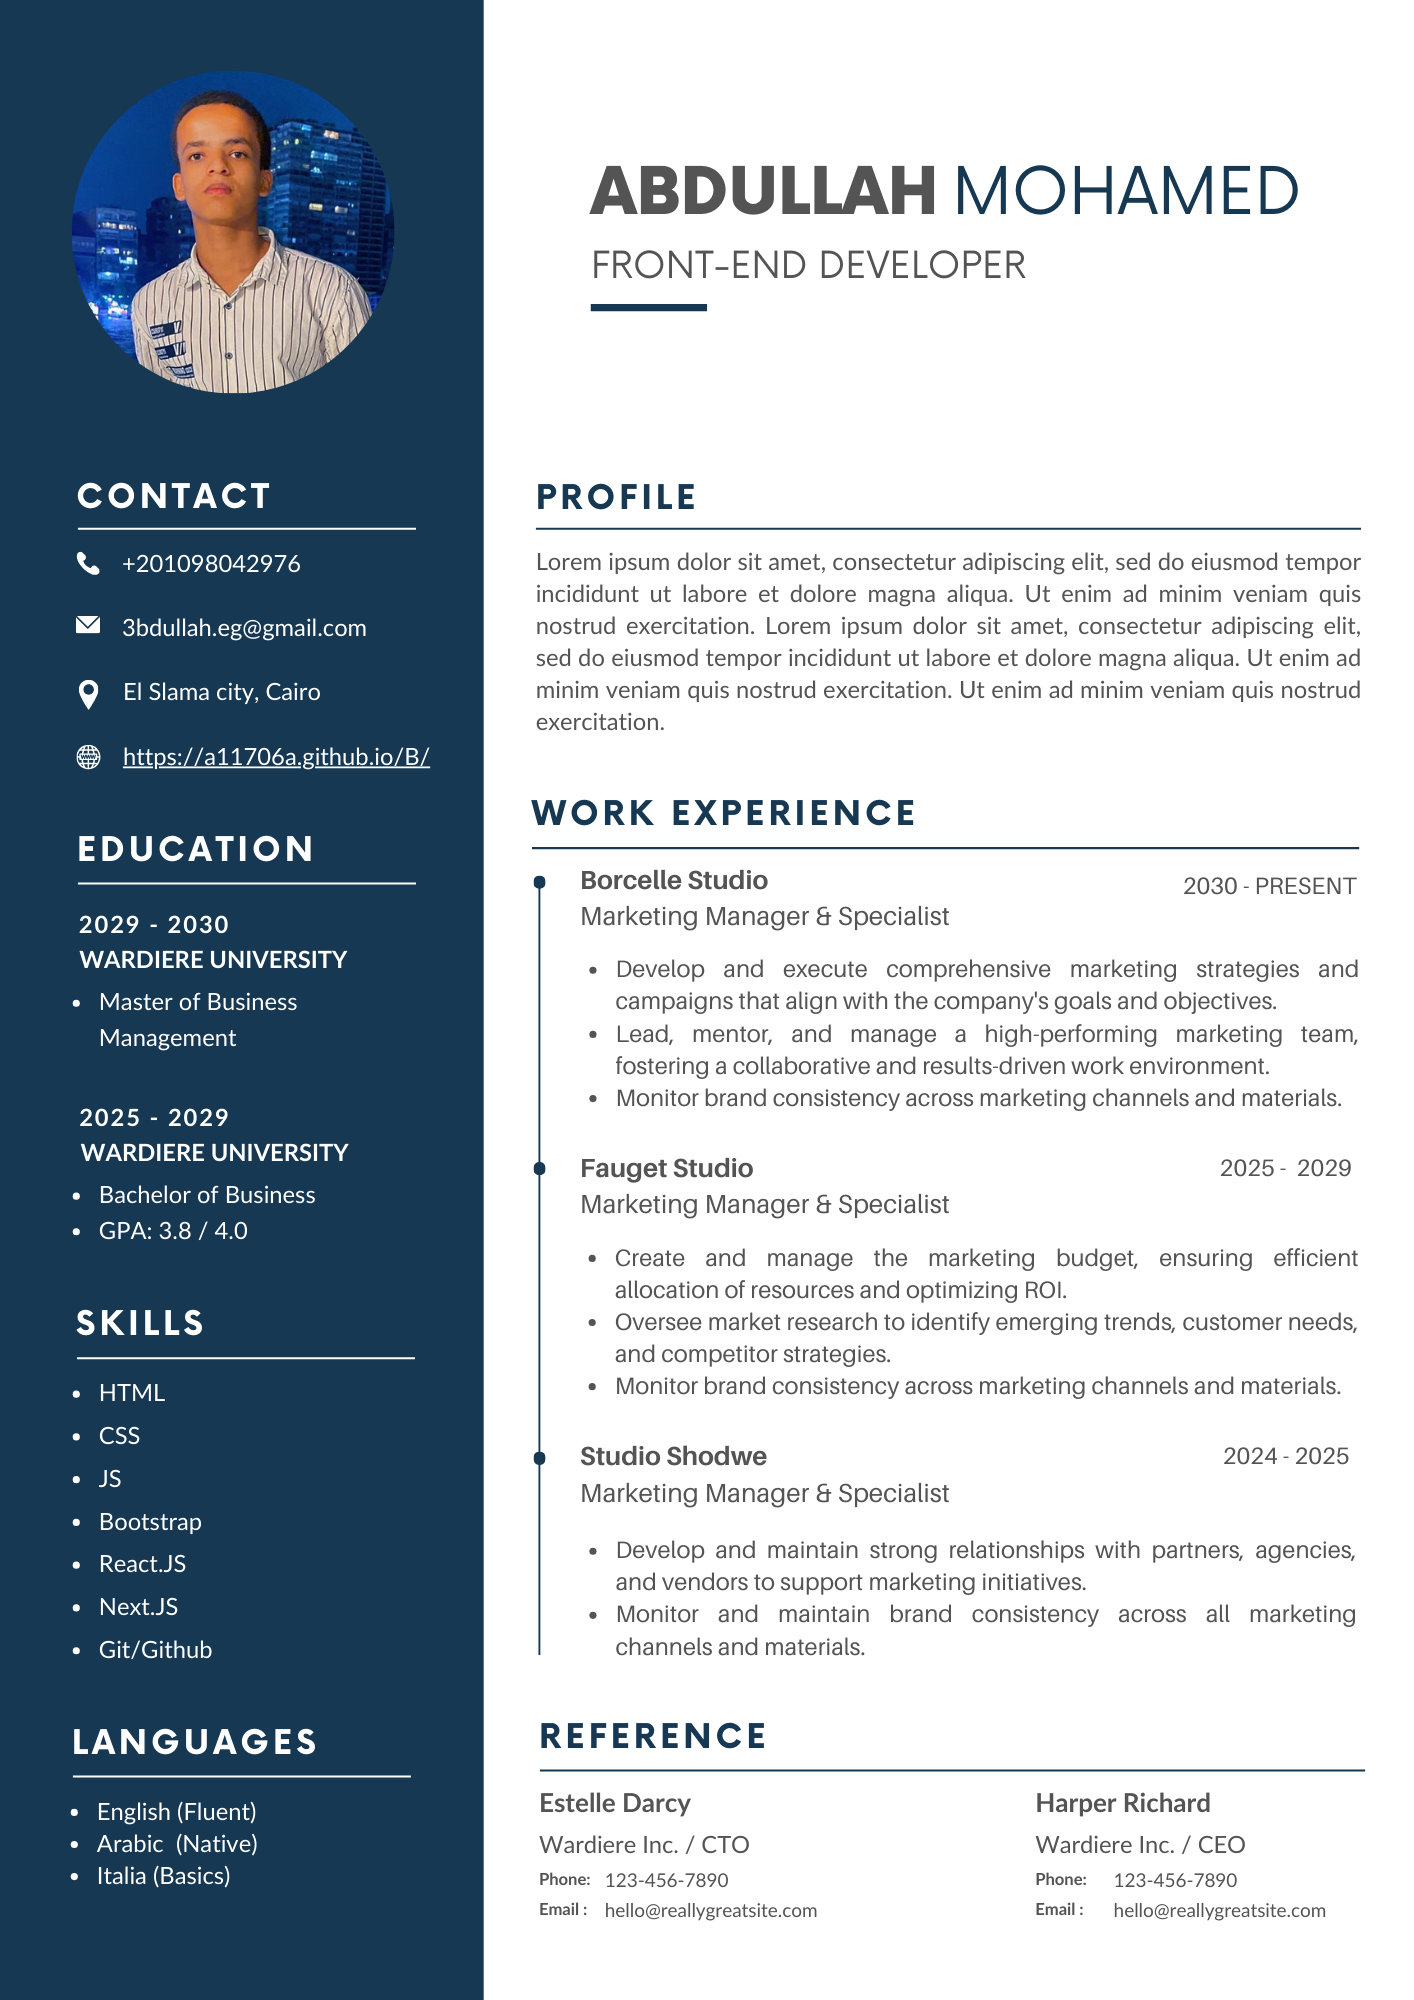 ABDULLAH MOHAMED
FRONT-END DEVELOPER
CONTACT
+201098042976
3bdullah.eg@gmail.com
El Slama city, Cairo
https://a11706a.github.io/B/
EDUCATION
2029 - 2030
WARDIERE UNIVERSITY
• Master of Business
Management
2025 - 2029
WARDIERE UNIVERSITY
• Bachelor of Business
• GPA: 3.8 / 4.0
SKILLS
• HTML
• CSS
• JS
• Bootstrap
• React.JS
• Next.JS
• Git/Github
LANGUAGES
• English (Fluent)
• Arabic  (Native)
• Italia (Basics)
PROFILE
Lorem ipsum dolor sit amet, consectetur adipiscing elit, sed do eiusmod tempor
incididunt ut labore et dolore magna aliqua. Ut enim ad minim veniam quis
nostrud exercitation. Lorem ipsum dolor sit amet, consectetur adipiscing elit,
sed do eiusmod tempor incididunt ut labore et dolore magna aliqua. Ut enim ad
minim veniam quis nostrud exercitation. Ut enim ad minim veniam quis nostrud
exercitation.
WORK EXPERIENCE
Borcelle Studio 2030 - PRESENT
Marketing Manager & Specialist
• Develop and execute comprehensive marketing strategies and
campaigns that align with the company's goals and objectives.
• Lead, mentor, and manage a high-performing marketing team,
fostering a collaborative and results-driven work environment.
• Monitor brand consistency across marketing channels and materials.
Fauget Studio 2025 -  2029
Marketing Manager & Specialist
• Create and manage the marketing budget, ensuring efficient
allocation of resources and optimizing ROI.
• Oversee market research to identify emerging trends, customer needs,
and competitor strategies.
• Monitor brand consistency across marketing channels and materials.
Studio Shodwe 2024 - 2025
Marketing Manager & Specialist
• Develop and maintain strong relationships with partners, agencies,
and vendors to support marketing initiatives.
• Monitor and maintain brand consistency across all marketing
channels and materials.
REFERENCE
Estelle Darcy
Wardiere Inc. / CTO
Phone: 123-456-7890
Email : hello@reallygreatsite.com
Harper Richard
Wardiere Inc. / CEO
Phone: 123-456-7890
Email : hello@reallygreatsite.com